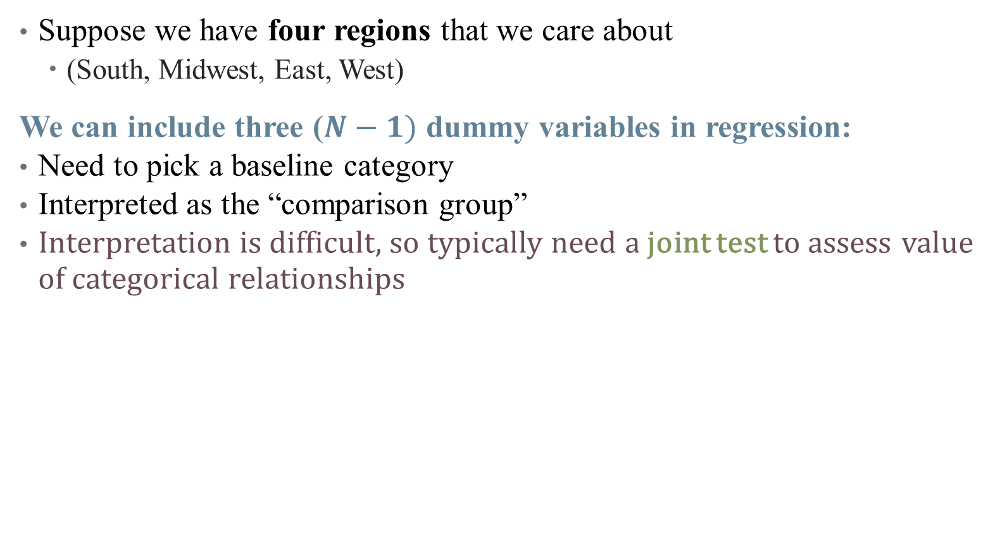 • Suppose we have four regions that we care about
• (South, Midwest, East, West)
We can include three (N − 1) dummy variables in regression:
• Need to pick a baseline category
• Interpreted as the “comparison group”
• Interpretation is difficult, so typically need a joint test to assess value
of categorical relationships